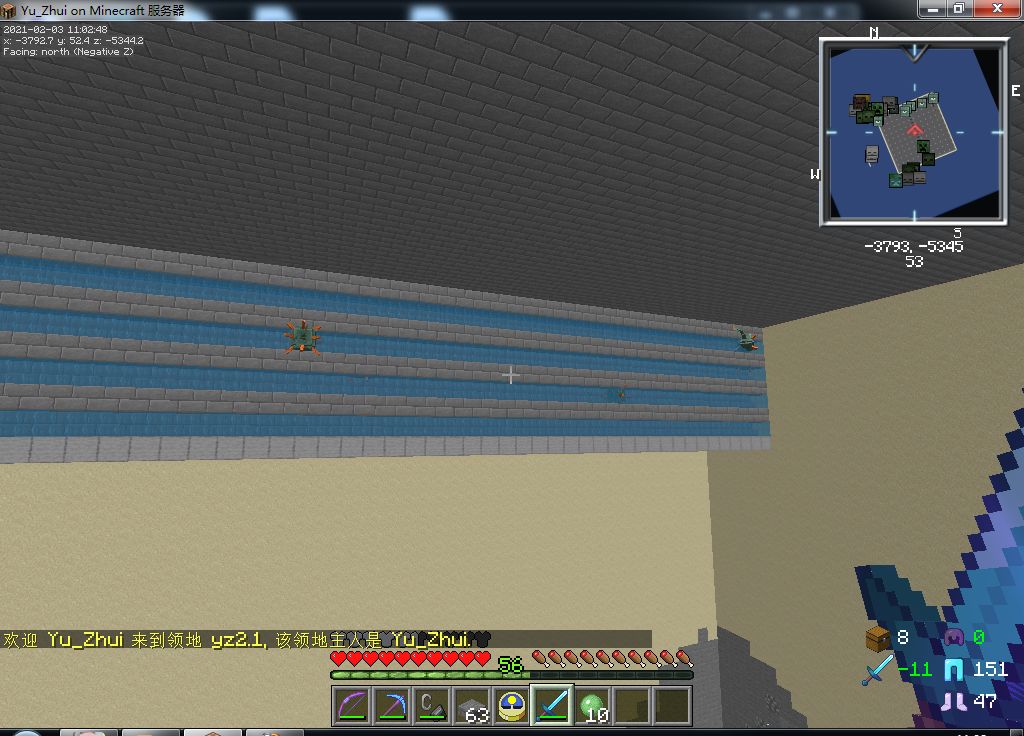 Yu_Zhui on Minecraft 服务器
2021-02-03 11:02:48
x: -3792.7 y: 52.4 z: -5344.2
Facing: north (Negative Z)
N
E
W
S
-3793, -5345
53
欢迎 Yu_Zhui 来到领地 yz2.1, 该领地主人是 Yu_Zhui.
8
0
-11
151
47
56
63
10